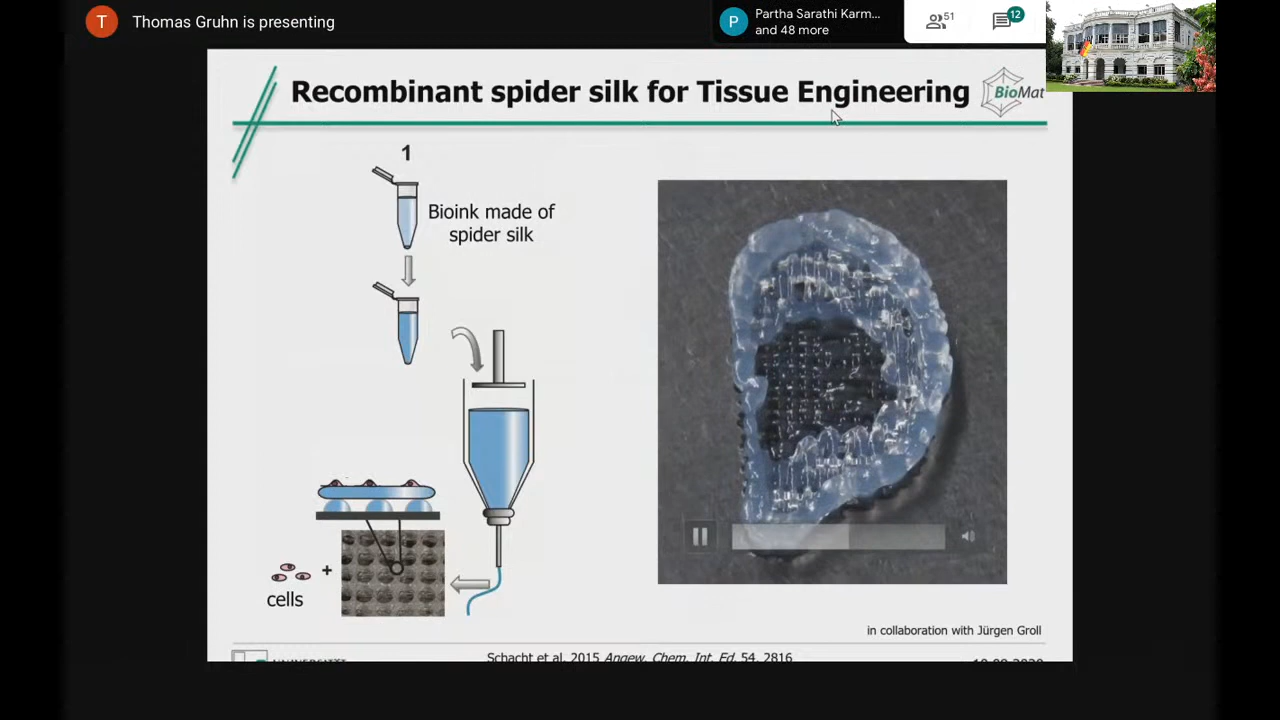 T Thomas Gruhn is presenting
P Partha Sarathi Karm...
and 48 more
51
12
Recombinant spider silk for Tissue Engineering
BioMat
1
Bioink made of
spider silk
cells
+
in collaboration with Jürgen Groll
Schacht et al. 2015 Angew. Chem. Int. Ed. 54, 2816